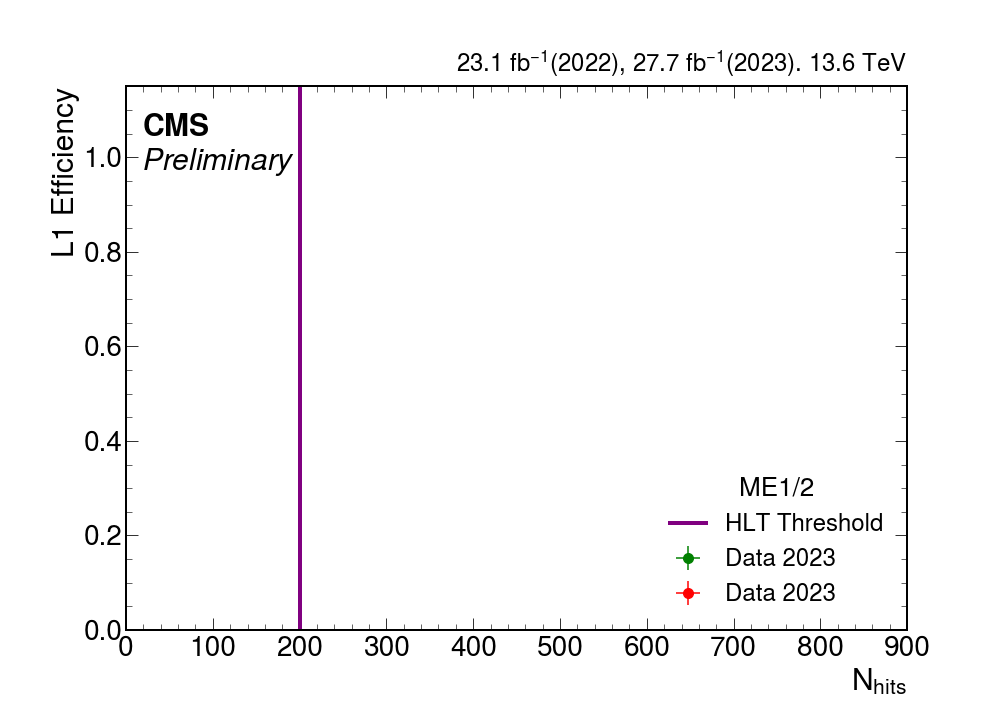 23.1 fb⁻¹(2022), 27.7 fb⁻¹(2023). 13.6 TeV
CMS
Preliminary
L1 Efficiency
1.0
0.8
0.6
0.4
0.2
0.0
ME1/2
HLT Threshold
Data 2023
Data 2023
0 100 200 300 400 500 600 700 800 900
N_hits